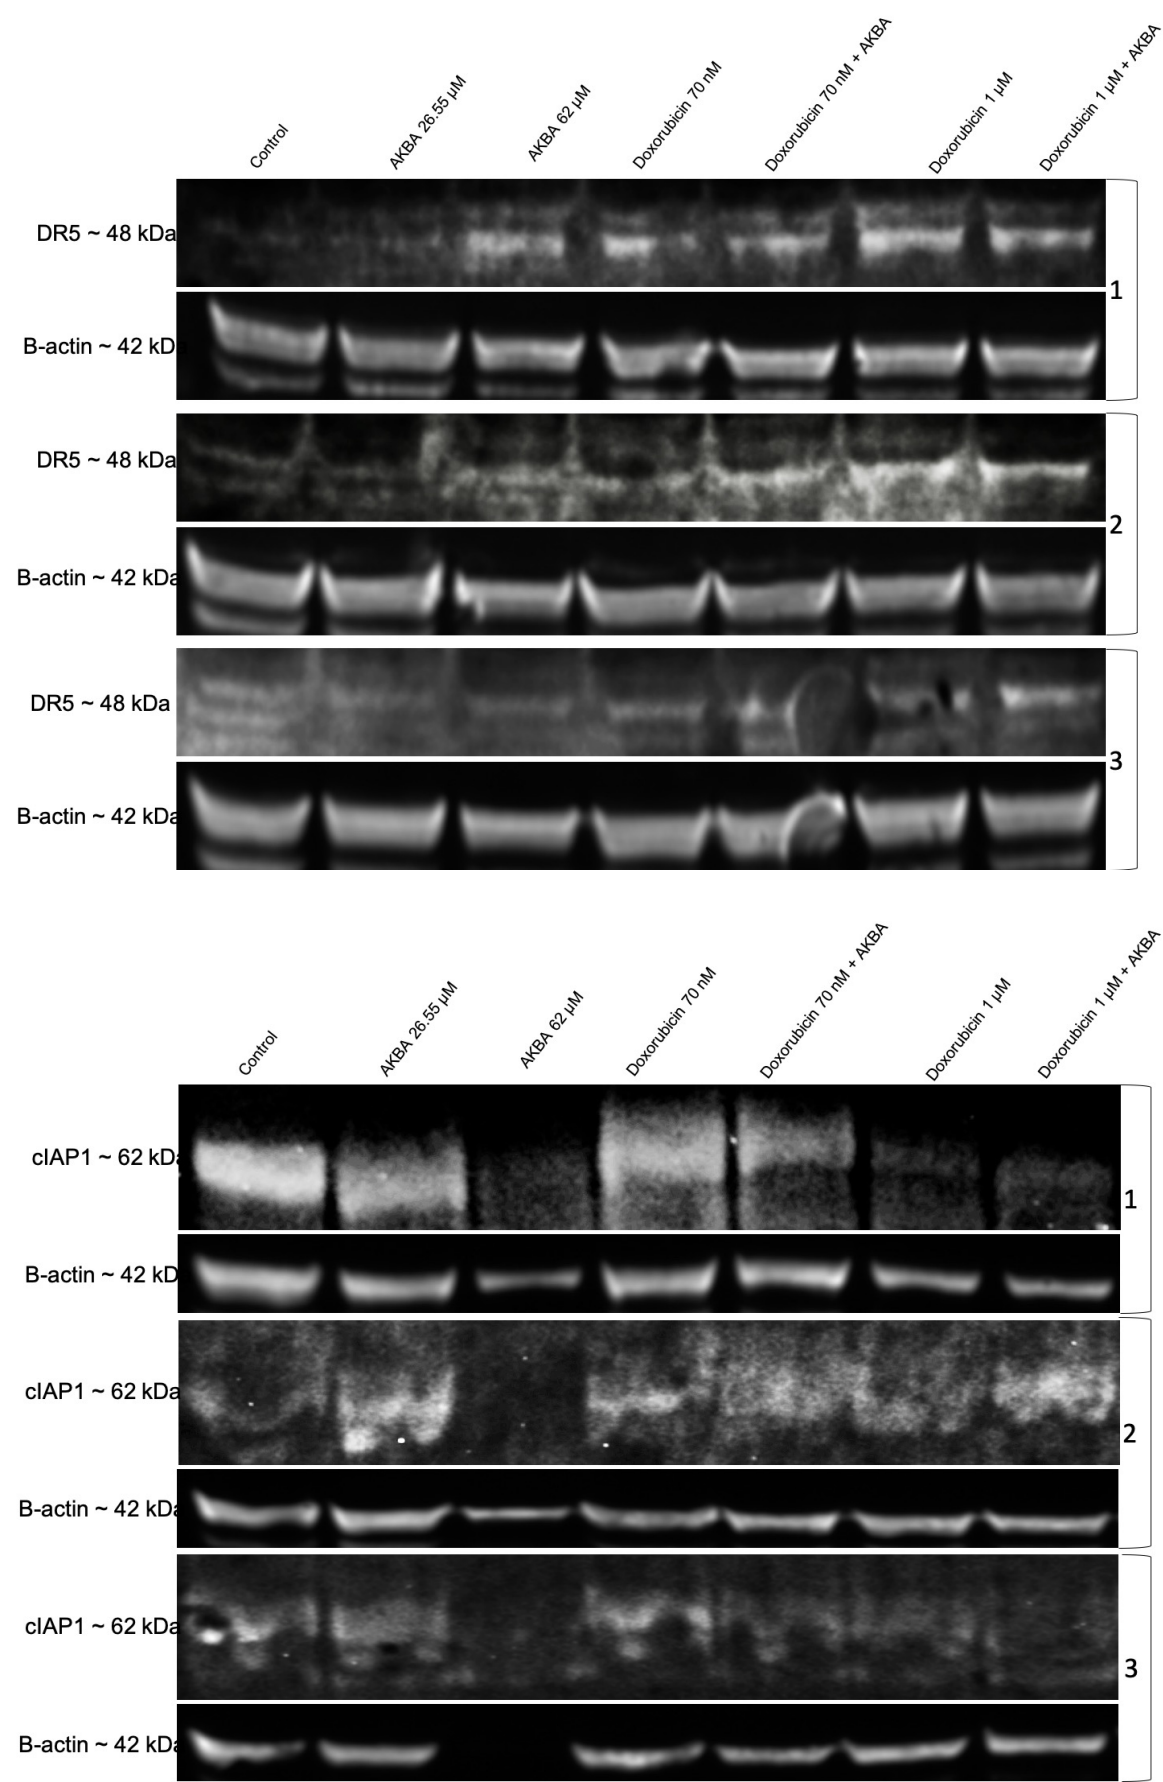 Control
AKBA 26.55 µM
AKBA 62 µM
Doxorubicin 70 nM
Doxorubicin 70 nM + AKBA
Doxorubicin 1 µM
Doxorubicin 1 µM + AKBA
DR5 ~ 48 kDa
1
B-actin ~ 42 kD
DR5 ~ 48 kDa
2
B-actin ~ 42 kDa
DR5 ~ 48 kDa
3
B-actin ~ 42 kDa
Control
AKBA 26.55 µM
AKBA 62 µM
Doxorubicin 70 nM
Doxorubicin 70 nM + AKBA
Doxorubicin 1 µM
Doxorubicin 1 µM + AKBA
cIAP1 ~ 62 kDa
1
B-actin ~ 42 kD
cIAP1 ~ 62 kDa
2
B-actin ~ 42 kDa
cIAP1 ~ 62 kDa
3
B-actin ~ 42 kDa